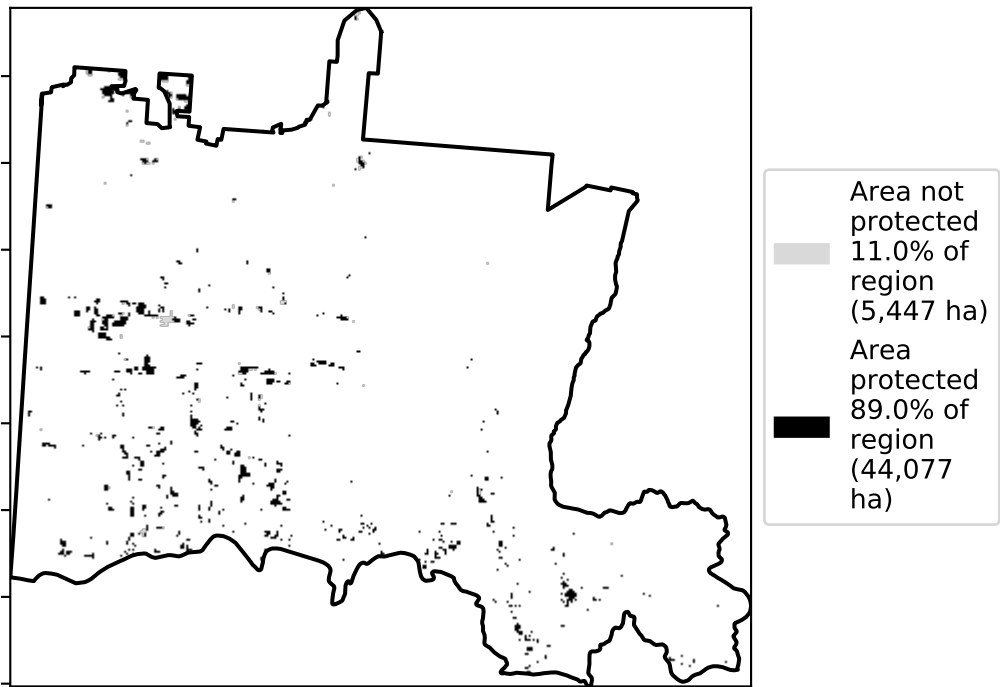 Area not
protected
11.0% of
region
(5,447 ha)
Area
protected
89.0% of
region
(44,077
ha)